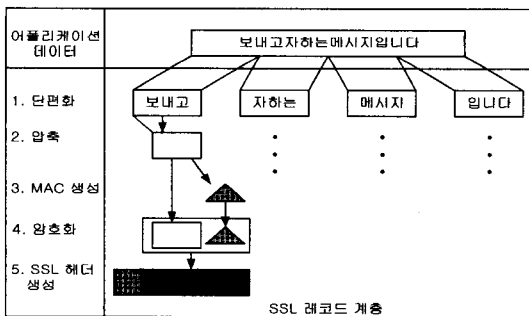 어플리케이션
데이터
보내고자하는메시지입니다
1. 단편화
보내고
자하는
메시지
입니다
2. 압축
3. MAC 생성
4. 암호화
5. SSL 헤더
생성
SSL 레코드 계층